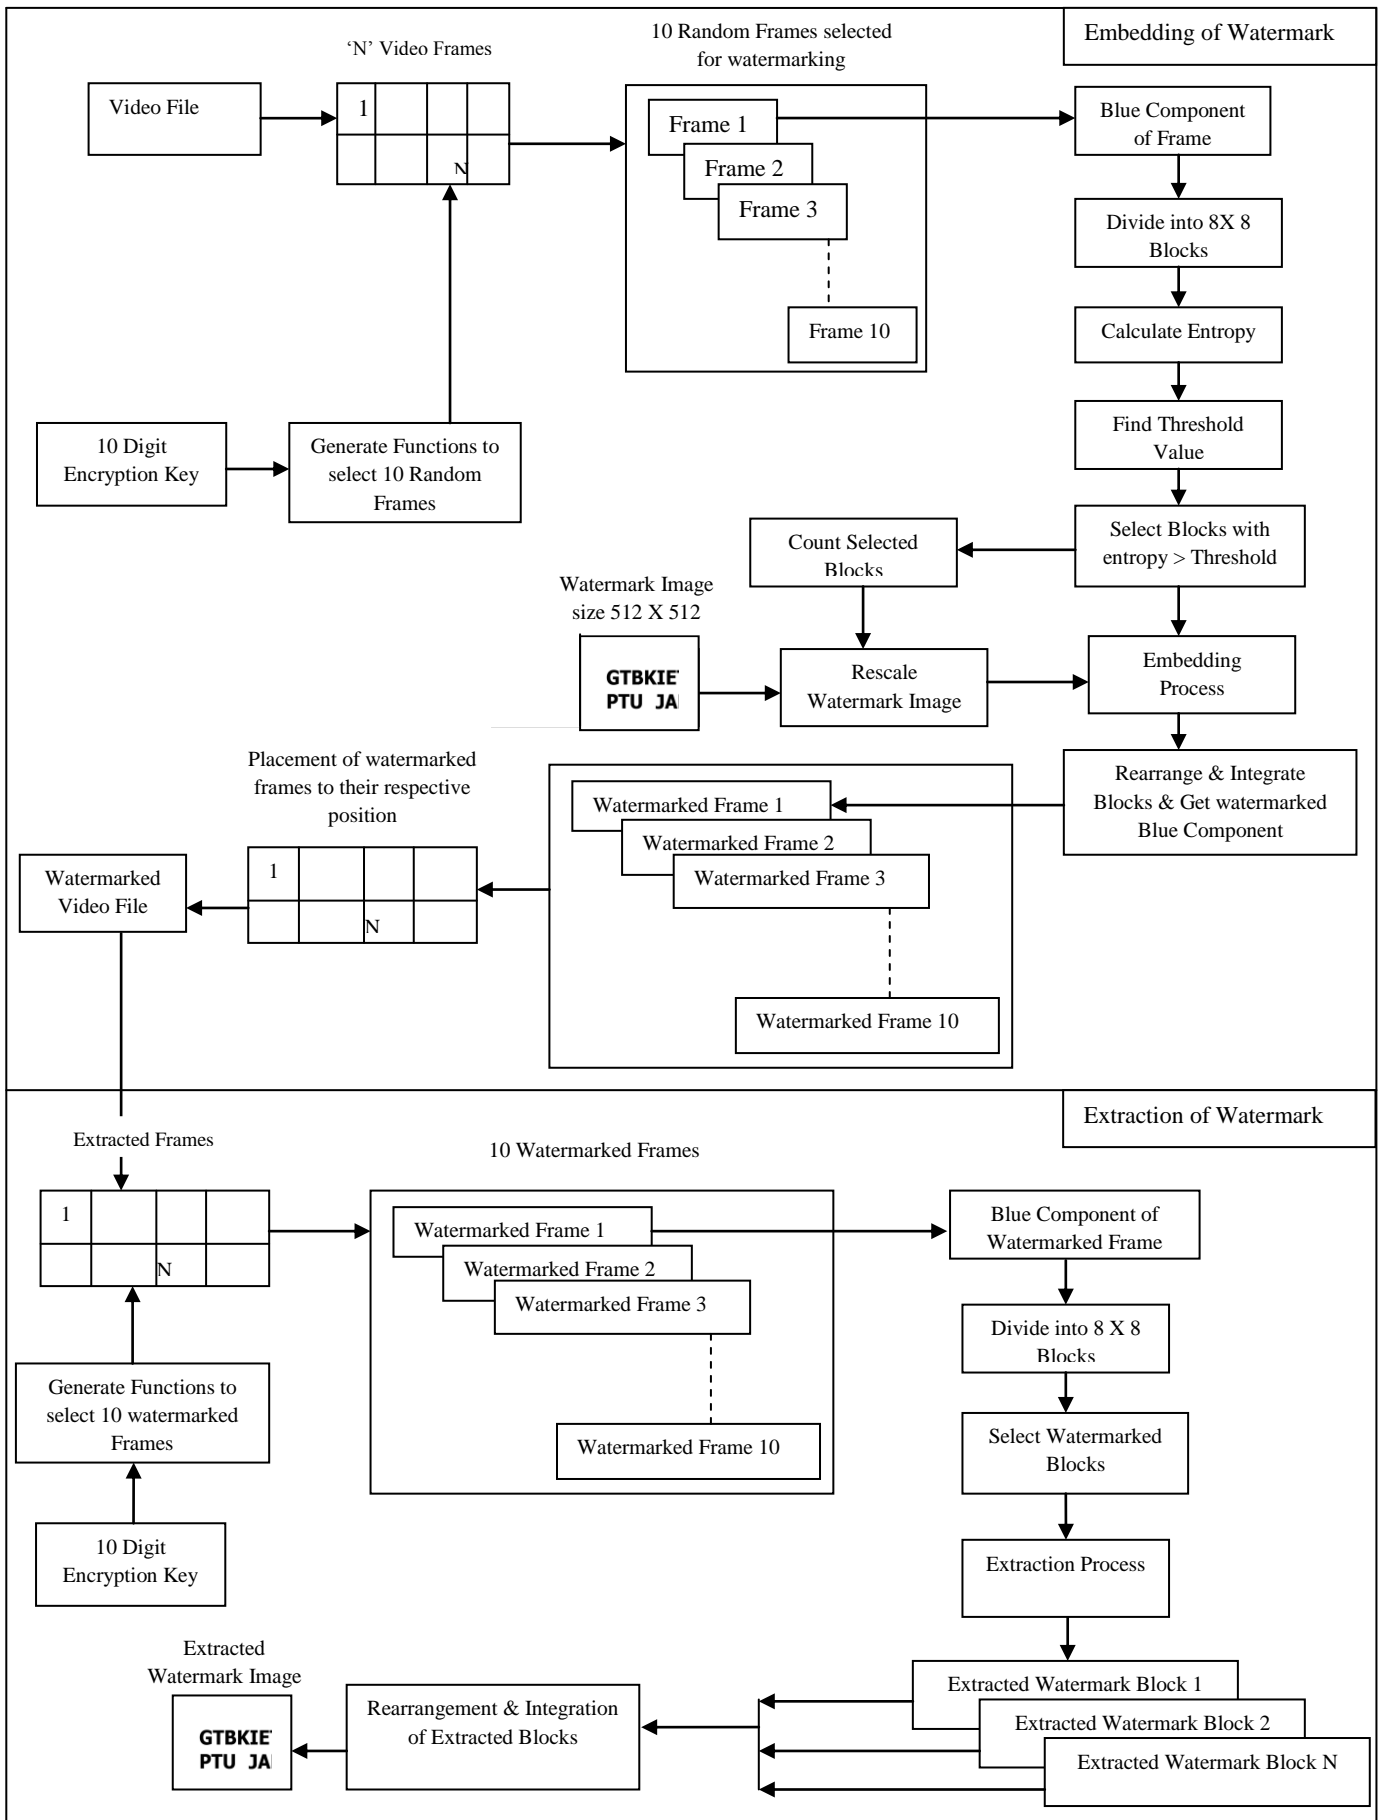 Embedding of Watermark
10 Random Frames selected
for watermarking
‘N’ Video Frames
Video File
1
N
Frame 1
Frame 2
Frame 3
Frame 10
Blue Component
of Frame
Divide into 8X 8
Blocks
Calculate Entropy
Find Threshold
Value
10 Digit
Encryption Key
Generate Functions to
select 10 Random
Frames
Select Blocks with
entropy > Threshold
Count Selected
Blocks
Watermark Image
size 512 X 512
GTBKIET
PTU JA
Rescale
Watermark Image
Embedding
Process
Rearrange & Integrate
Blocks & Get watermarked
Blue Component
Placement of watermarked
frames to their respective
position
Watermarked Frame 1
Watermarked Frame 2
Watermarked Frame 3
Watermarked Frame 10
1
N
Watermarked
Video File
Extraction of Watermark
Extracted Frames
10 Watermarked Frames
1
N
Watermarked Frame 1
Watermarked Frame 2
Watermarked Frame 3
Watermarked Frame 10
Blue Component of
Watermarked Frame
Divide into 8 X 8
Blocks
Select Watermarked
Blocks
Extraction Process
Generate Functions to
select 10 watermarked
Frames
10 Digit
Encryption Key
Extracted Watermark Block 1
Extracted Watermark Block 2
Extracted Watermark Block N
Rearrangement & Integration
of Extracted Blocks
Extracted
Watermark Image
GTBKIET
PTU JA